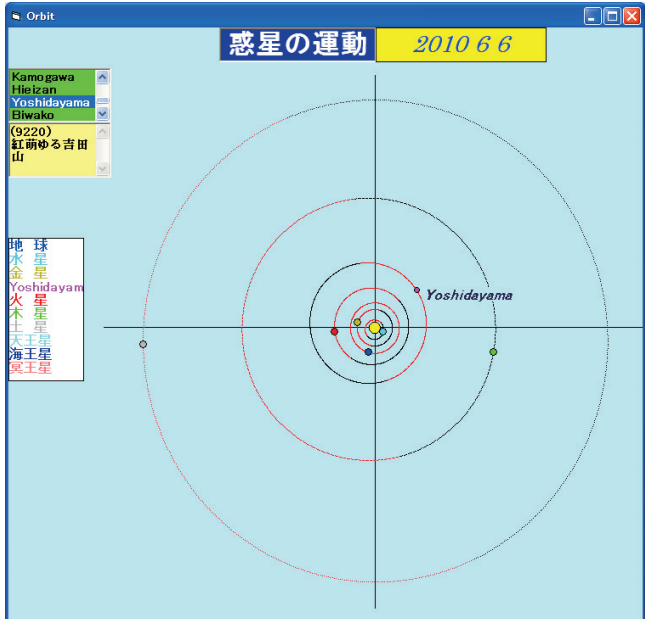 Orbit
惑星の運動
2010 6 6
Kamogawa
Hieizan
Yoshidayama
Biwako
(9220)
紅萌ゆる吉田
山
地 球
水 星
金 星
Yoshidayam
火 星
木 星
土 星
天王星
海王星
冥王星
Yoshidayama